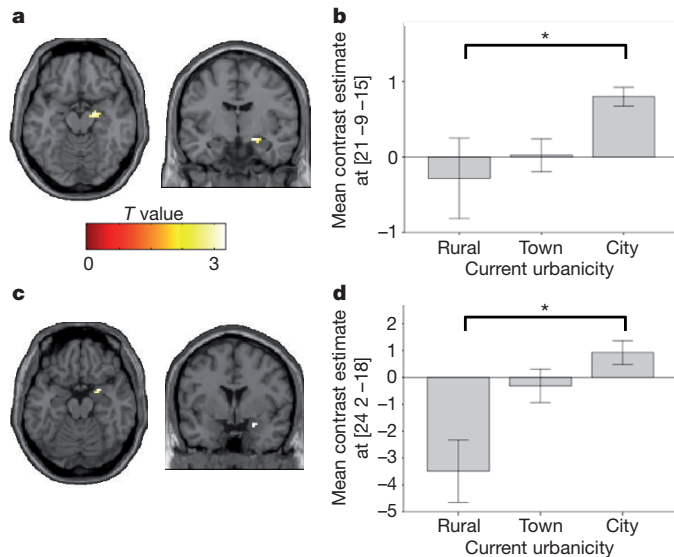 a
T value
0
3
b
Mean contrast estimate
at [21 –9 –15]
1
0
–1
*
Rural
Town
City
Current urbanicity
c
d
Mean contrast estimate
at [24 2 –18]
2
1
0
–1
–2
–3
–4
–5
*
Rural
Town
City
Current urbanicity